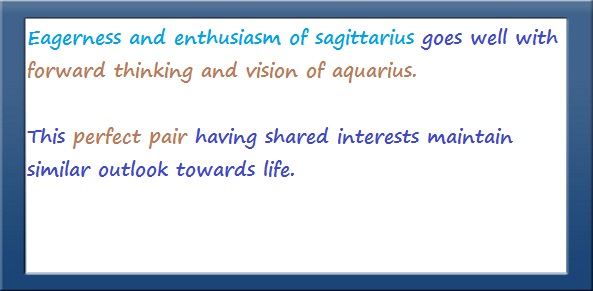 Eagerness and enthusiasm of sagittarius goes well with
forward thinking and vision of aquarius.
This perfect pair having shared interests maintain
similar outlook towards life.